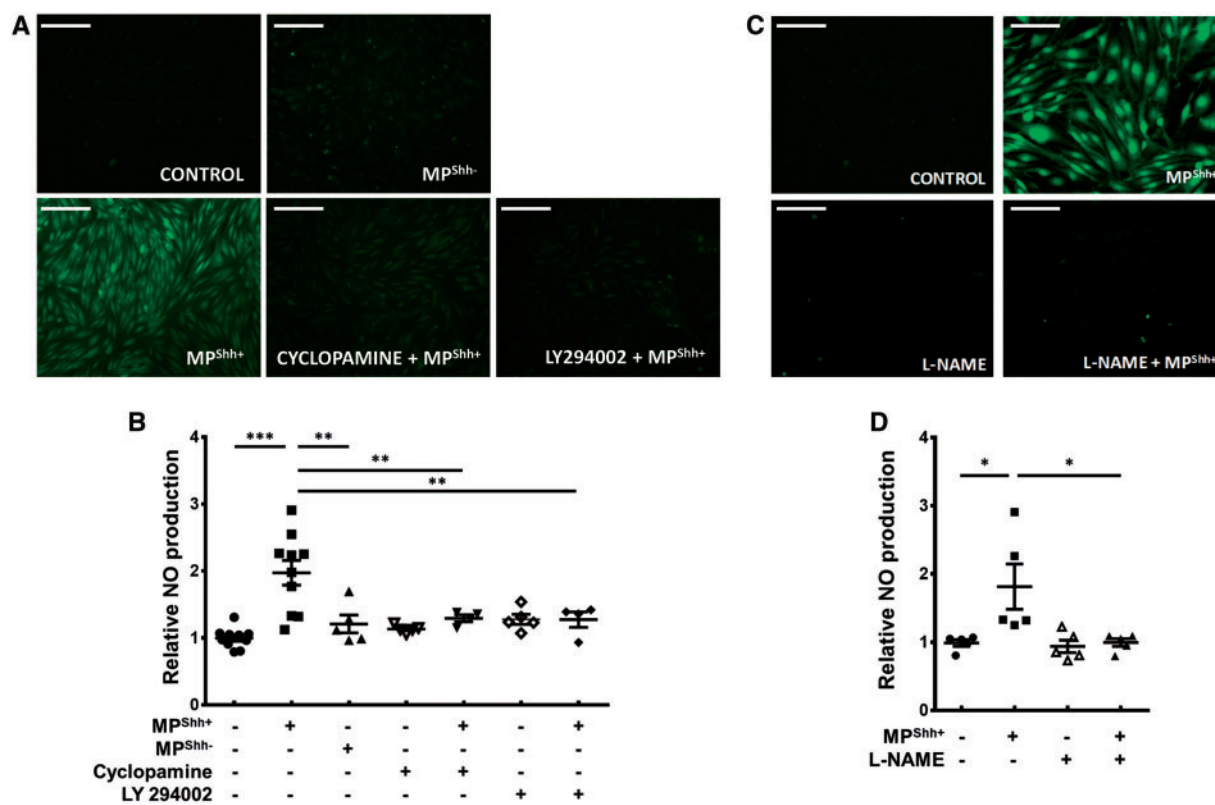 A
CONTROL
MPShh-
MPShh+
CYCLOPAMINE + MPShh+
LY294002 + MPShh+
C
CONTROL
MPShh+
L-NAME
L-NAME + MPShh+
B
***
**
**
**
Relative NO production
4
3
2
1
0
MPShh+ - + - - + - +
MPShh- - - + - - - -
Cyclopamine - - - + + - -
LY 294002 - - - - - + +
D
*
*
Relative NO production
4
3
2
1
0
MPShh+ - + - +
L-NAME - - + +